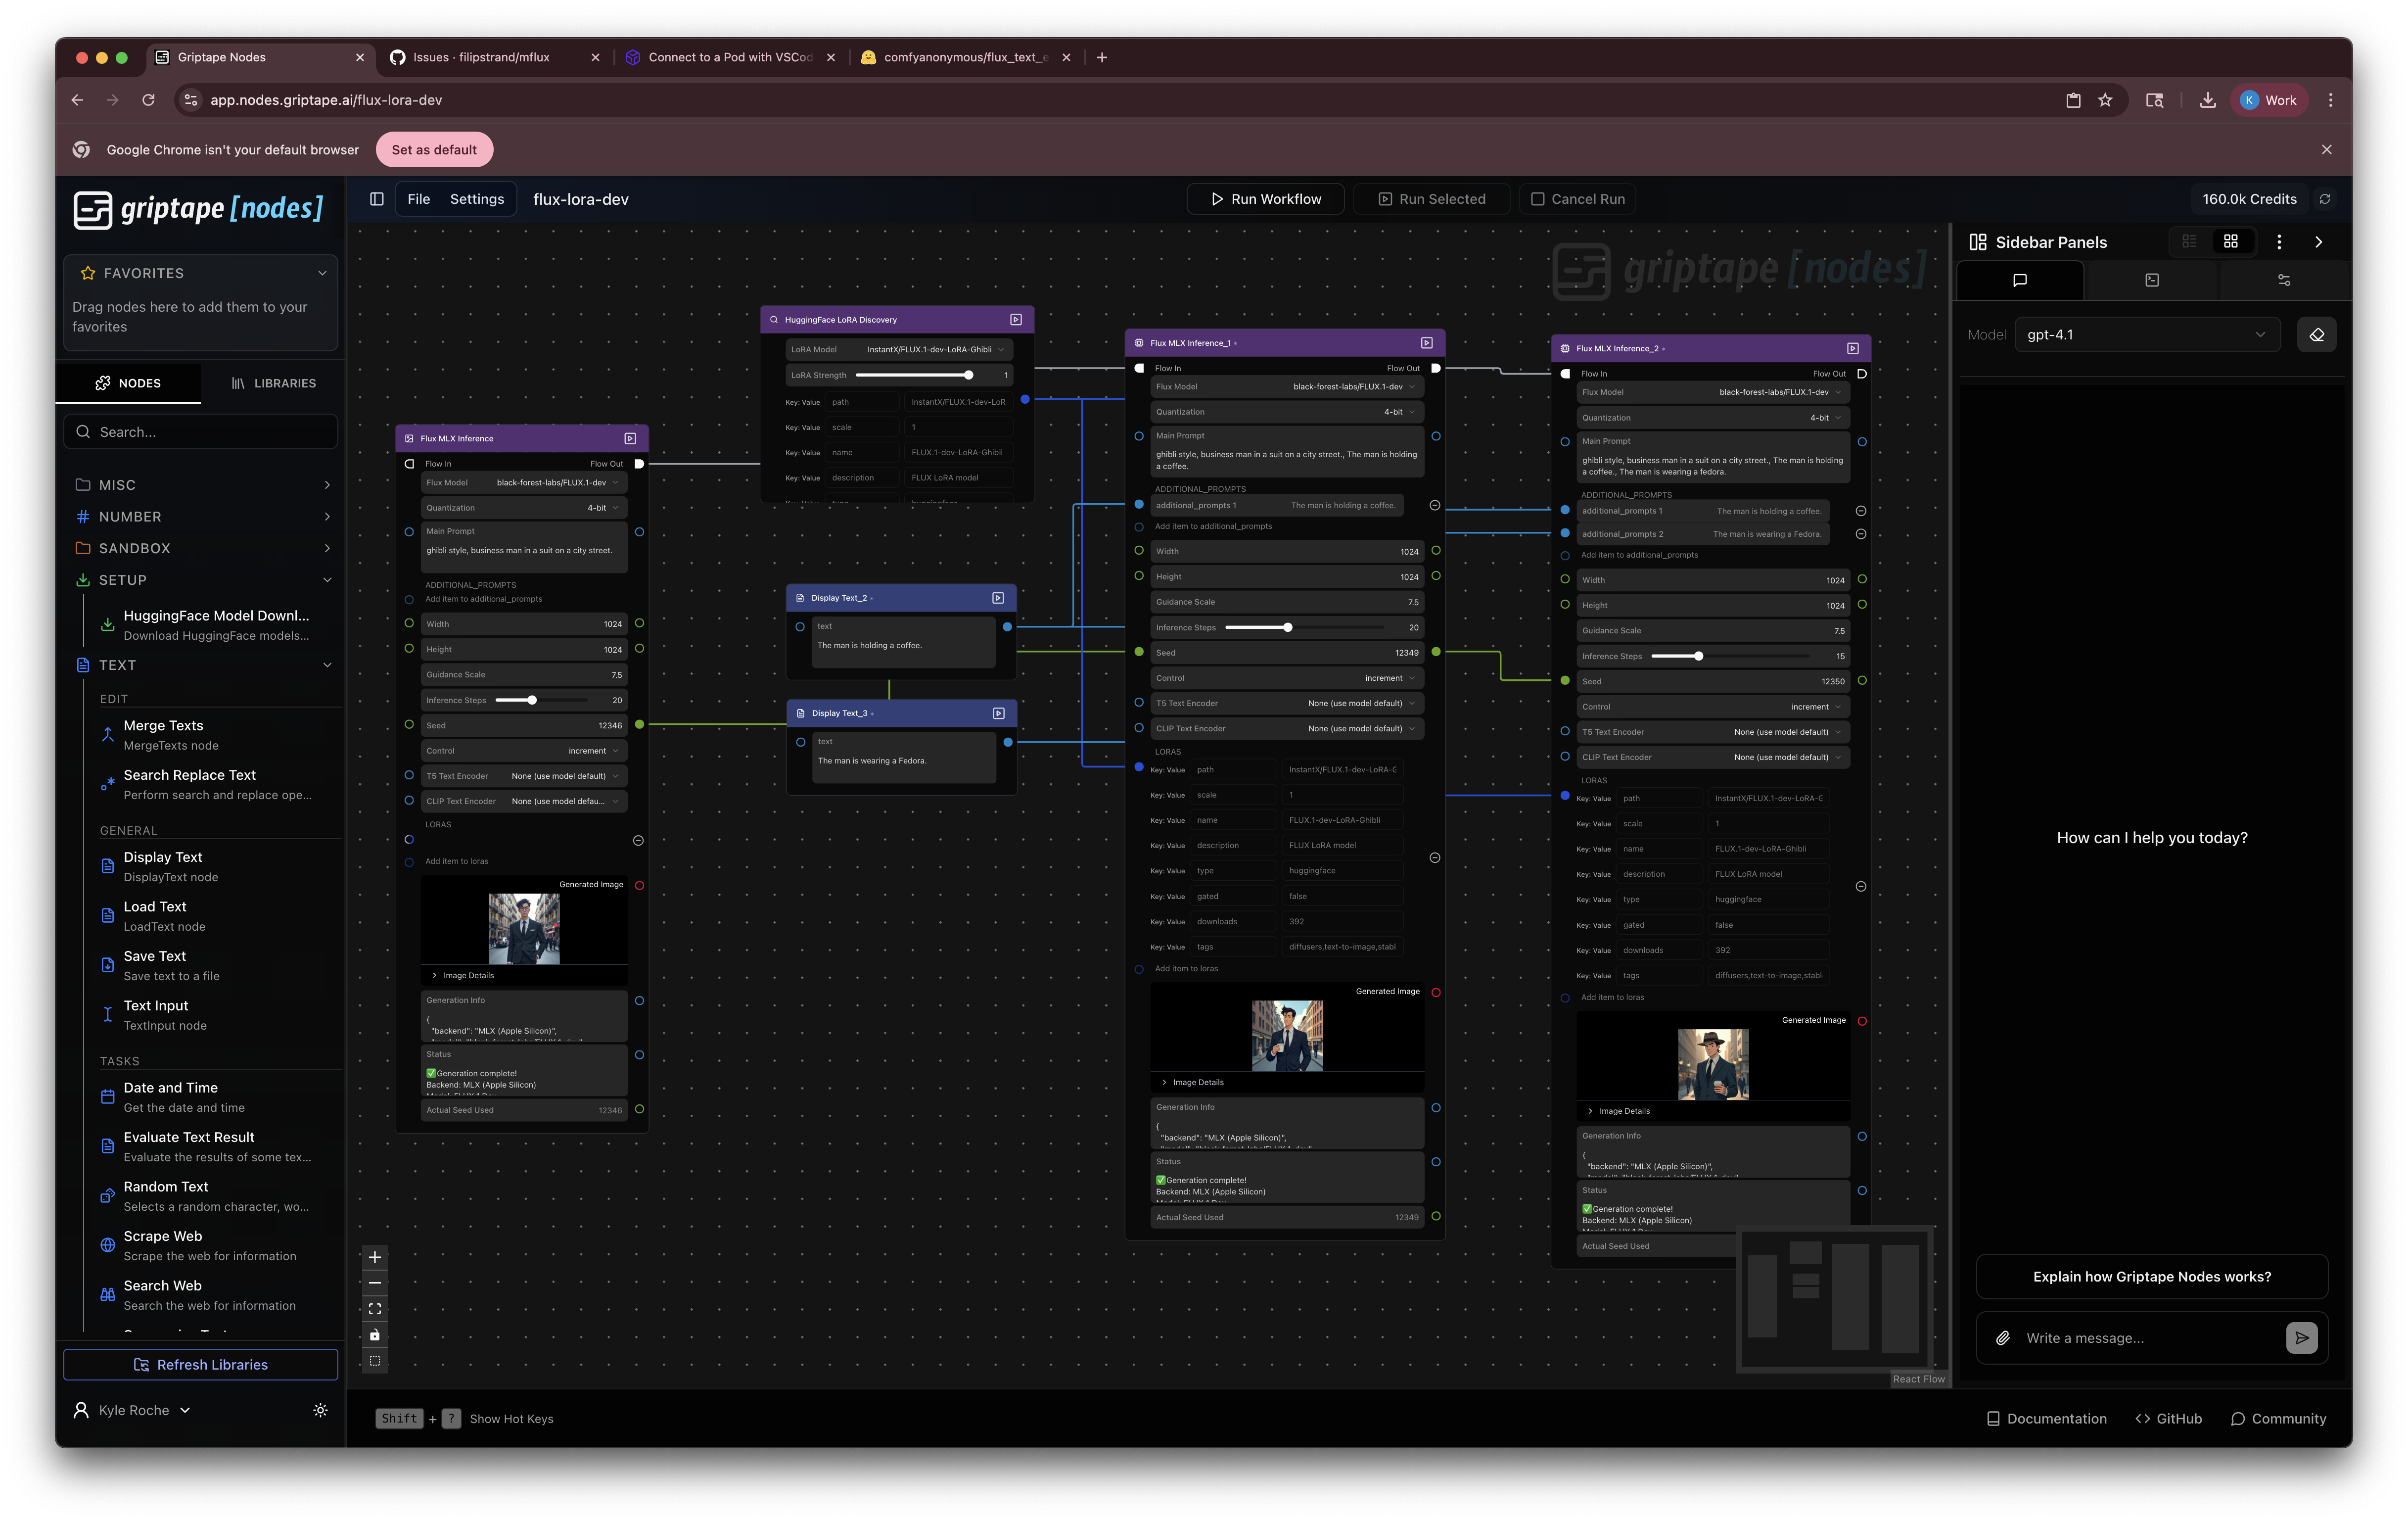 Griptape Nodes
Issues · filipstrand/mflux
Connect to a Pod with VSCod
comfyanonymous/flux_text_e
app.nodes.griptape.ai/flux-lora-dev
K Work
Google Chrome isn't your default browser
Set as default
griptape [nodes]
File Settings
flux-lora-dev
Run Workflow
Run Selected
Cancel Run
160.0k Credits
FAVORITES
Drag nodes here to add them to your
favorites
NODES
LIBRARIES
Search...
MISC
NUMBER
SANDBOX
SETUP
HuggingFace Model Downl...
Download HuggingFace models...
TEXT
EDIT
Merge Texts
MergeTexts node
Search Replace Text
Perform search and replace ope...
GENERAL
Display Text
DisplayText node
Load Text
LoadText node
Save Text
Save text to a file
Text Input
TextInput node
TASKS
Date and Time
Get the date and time
Evaluate Text Result
Evaluate the results of some tex...
Random Text
Selects a random character, wo...
Scrape Web
Scrape the web for information
Search Web
Search the web for information
Refresh Libraries
Kyle Roche
Flux MLX Inference
Flow In Flow Out
Flux Model black-forest-labs/FLUX.1-dev
Quantization 4-bit
Main Prompt
ghibli style, business man in a suit on a city street.
ADDITIONAL_PROMPTS
Add item to additional_prompts
Width 1024
Height 1024
Guidance Scale 7.5
Inference Steps 20
Seed 12346
Control increment
T5 Text Encoder None (use model default)
CLIP Text Encoder None (use model defau...
LORAS
Add item to loras
Generated Image
Image Details
Generation Info
{
"backend": "MLX (Apple Silicon)",
Status
✅Generation complete!
Backend: MLX (Apple Silicon)
Actual Seed Used 12346
HuggingFace LoRA Discovery
LoRA Model InstantX/FLUX.1-dev-LoRA-Ghibli
LoRA Strength 1
Key: Value path InstantX/FLUX.1-dev-LoR
Key: Value scale 1
Key: Value name FLUX.1-dev-LoRA-Ghibli
Key: Value description FLUX LoRA model
Display Text_2
text
The man is holding a coffee.
Display Text_3
text
The man is wearing a Fedora.
Flux MLX Inference_1
Flow In Flow Out
Flux Model black-forest-labs/FLUX.1-dev
Quantization 4-bit
Main Prompt
ghibli style, business man in a suit on a city street., The man is holding
a coffee.
ADDITIONAL_PROMPTS
additional_prompts 1 The man is holding a coffee.
Add item to additional_prompts
Width 1024
Height 1024
Guidance Scale 7.5
Inference Steps 20
Seed 12349
Control increment
T5 Text Encoder None (use model default)
CLIP Text Encoder None (use model default)
LORAS
Key: Value path InstantX/FLUX.1-dev-LoRA-G
Key: Value scale 1
Key: Value name FLUX.1-dev-LoRA-Ghibli
Key: Value description FLUX LoRA model
Key: Value type huggingface
Key: Value gated false
Key: Value downloads 392
Key: Value tags diffusers,text-to-image,stabl
Add item to loras
Generated Image
Image Details
Generation Info
{
"backend": "MLX (Apple Silicon)",
Status
✅Generation complete!
Backend: MLX (Apple Silicon)
Actual Seed Used 12349
griptape [nodes]
Flux MLX Inference_2
Flow In Flow Out
Flux Model black-forest-labs/FLUX.1-dev
Quantization 4-bit
Main Prompt
ghibli style, business man in a suit on a city street., The man is holding
a coffee., The man is wearing a fedora.
ADDITIONAL_PROMPTS
additional_prompts 1 The man is holding a coffee.
additional_prompts 2 The man is wearing a Fedora.
Add item to additional_prompts
Width 1024
Height 1024
Guidance Scale 7.5
Inference Steps 15
Seed 12350
Control increment
T5 Text Encoder None (use model default)
CLIP Text Encoder None (use model default)
LORAS
Key: Value path InstantX/FLUX.1-dev-LoRA-G
Key: Value scale 1
Key: Value name FLUX.1-dev-LoRA-Ghibli
Key: Value description FLUX LoRA model
Key: Value type huggingface
Key: Value gated false
Key: Value downloads 392
Key: Value tags diffusers,text-to-image,stabl
Add item to loras
Generated Image
Image Details
Generation Info
{
"backend": "MLX (Apple Silicon)",
Status
✅Generation complete!
Backend: MLX (Apple Silicon)
Actual Seed Used
React Flow
Sidebar Panels
Model gpt-4.1
How can I help you today?
Explain how Griptape Nodes works?
Write a message...
Shift + ? Show Hot Keys
Documentation
GitHub
Community